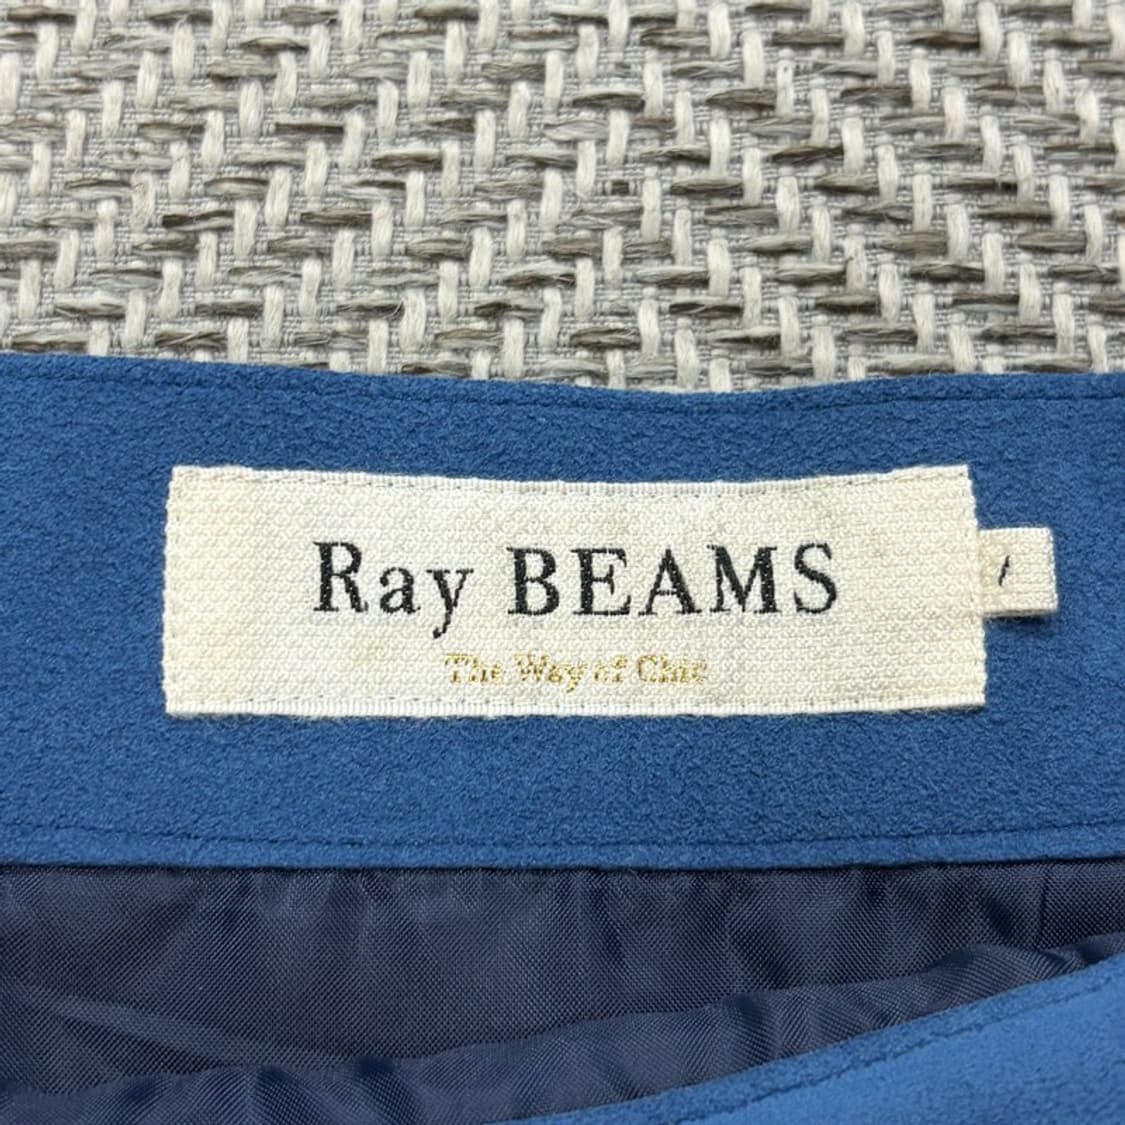 Ray BEAMS
The Way of Chic
1